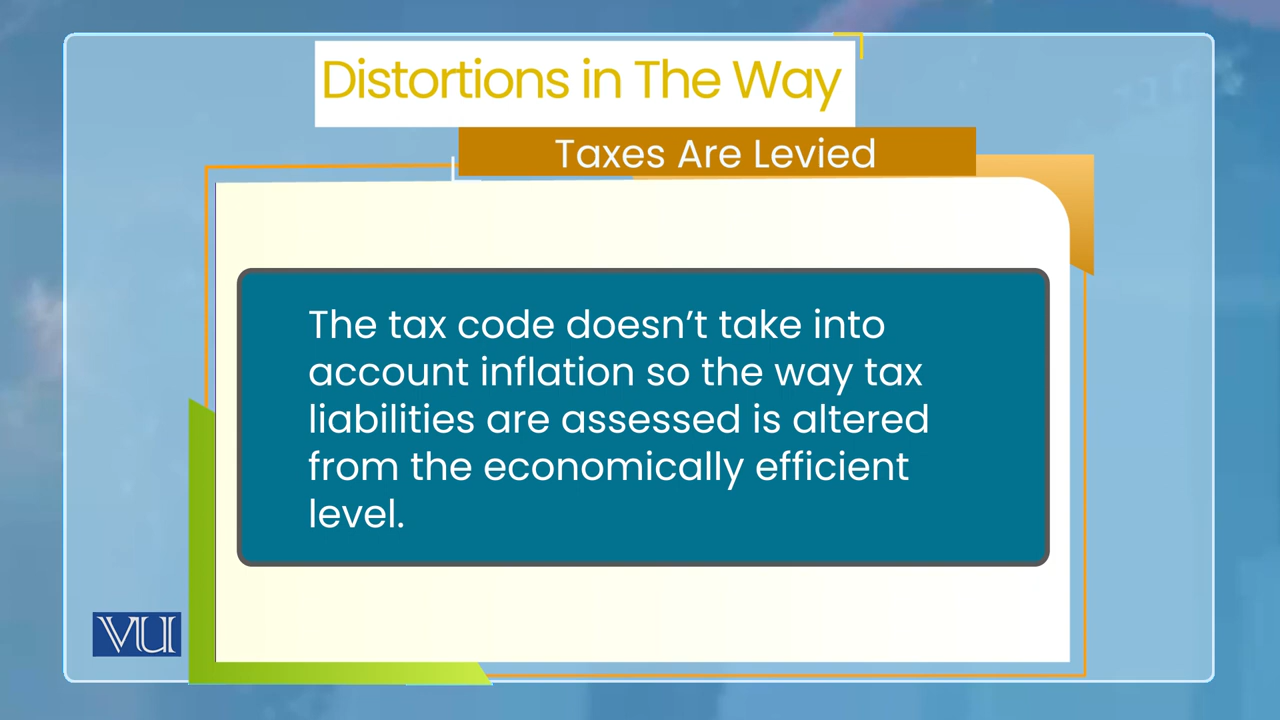 Distortions in The Way
Taxes Are Levied
The tax code doesn’t take into
account inflation so the way tax
liabilities are assessed is altered
from the economically efficient
level.
VU